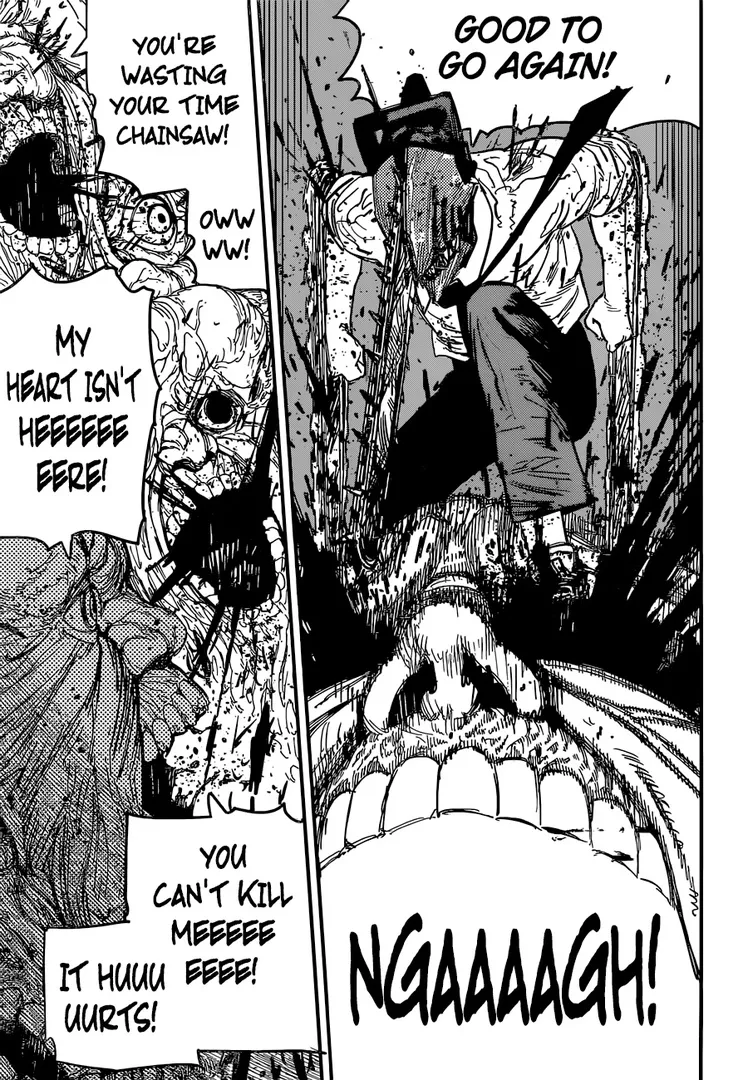 GOOD TO
GO AGAIN!
NGAAAAGH!
YOU'RE
WASTING
YOUR TIME
CHAINSAW!
OWW
WW!
MY
HEART ISN'T
HEEEEEE
EERE!
YOU
CAN'T KILL
MEEEEE
EEEE!
IT HUUU
UURTS!